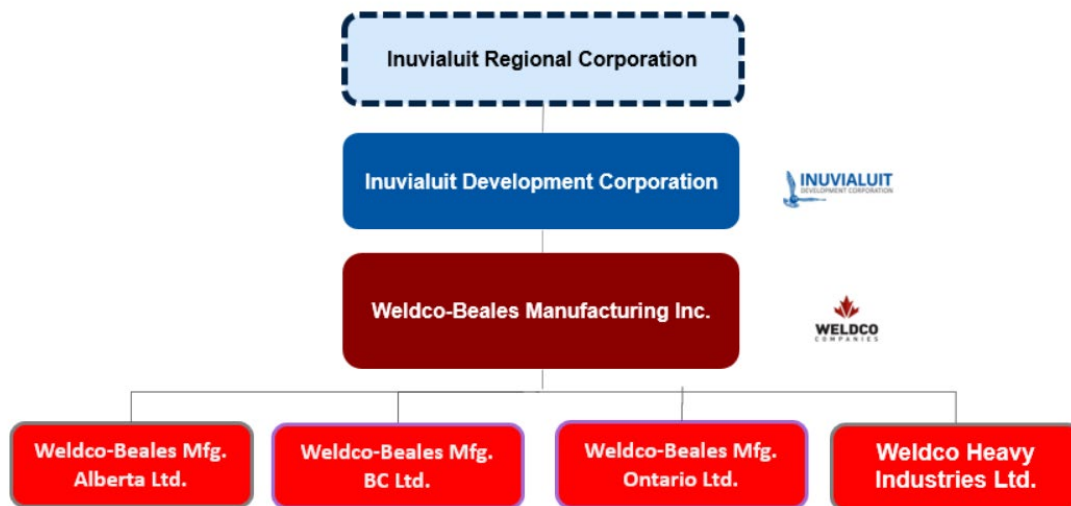 Inuvialuit Regional Corporation
Inuvialuit Development Corporation
INUVIALUIT
DEVELOPMENT CORPORATION
Weldco-Beales Manufacturing Inc.
WELDCO
COMPANIES
Weldco-Beales Mfg.
Alberta Ltd.
Weldco-Beales Mfg.
BC Ltd.
Weldco-Beales Mfg.
Ontario Ltd.
Weldco Heavy
Industries Ltd.